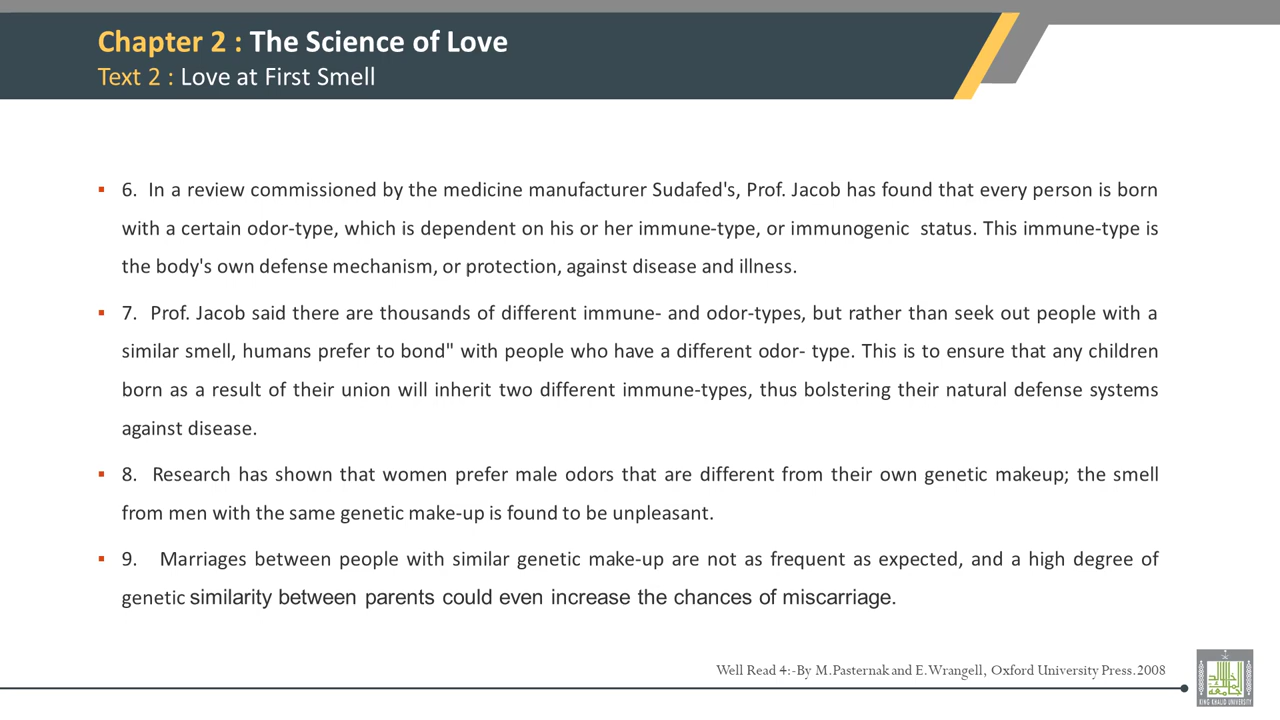 Chapter 2 : The Science of Love
Text 2 : Love at First Smell
▪ 6. In a review commissioned by the medicine manufacturer Sudafed's, Prof. Jacob has found that every person is born
with a certain odor-type, which is dependent on his or her immune-type, or immunogenic status. This immune-type is
the body's own defense mechanism, or protection, against disease and illness.
▪ 7. Prof. Jacob said there are thousands of different immune- and odor-types, but rather than seek out people with a
similar smell, humans prefer to bond" with people who have a different odor- type. This is to ensure that any children
born as a result of their union will inherit two different immune-types, thus bolstering their natural defense systems
against disease.
▪ 8. Research has shown that women prefer male odors that are different from their own genetic makeup; the smell
from men with the same genetic make-up is found to be unpleasant.
▪ 9. Marriages between people with similar genetic make-up are not as frequent as expected, and a high degree of
genetic similarity between parents could even increase the chances of miscarriage.
Well Read 4:-By M.Pasternak and E.Wrangell, Oxford University Press.2008
KING KHALID UNIVERSITY